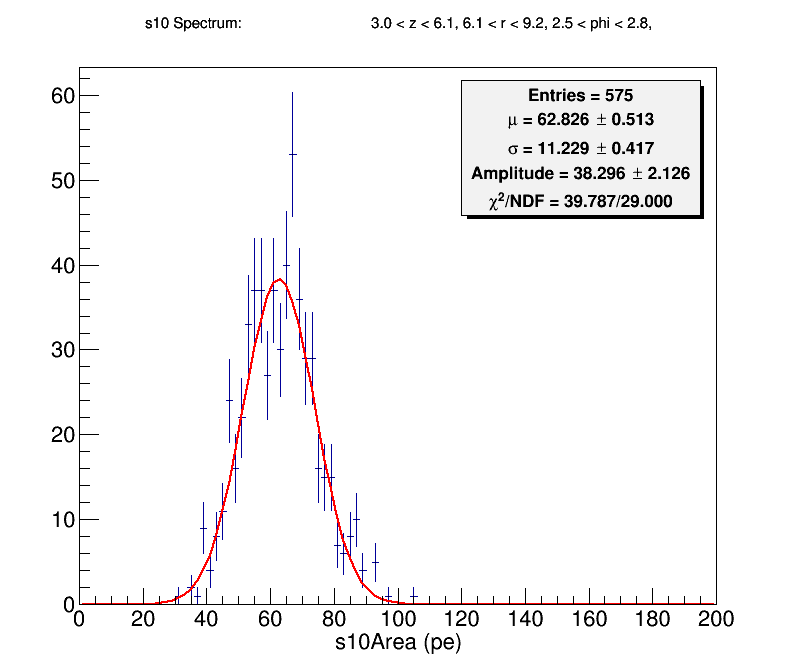 s10 Spectrum: 3.0 < z < 6.1, 6.1 < r < 9.2, 2.5 < phi < 2.8,
Entries = 575
μ = 62.826 ± 0.513
σ = 11.229 ± 0.417
Amplitude = 38.296 ± 2.126
χ²/NDF = 39.787/29.000
60
50
40
30
20
10
0
0 20 40 60 80 100 120 140 160 180 200
s10Area (pe)